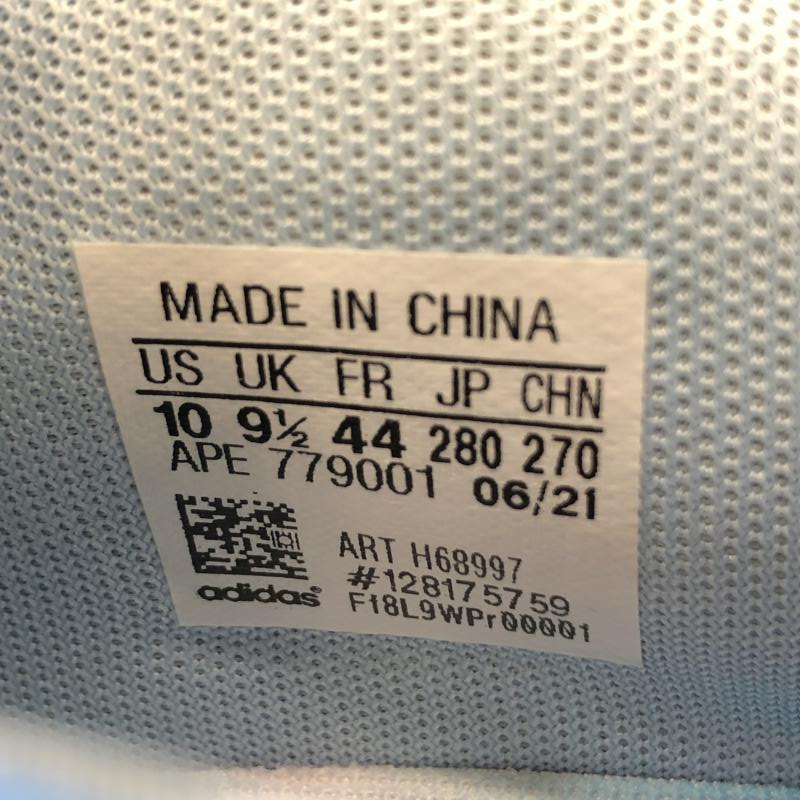 MADE IN CHINA
US UK FR JP CHN
10 9½ 44 280 270
APE 779001 06/21
ART H68997
#128175759
F18L9WPr00001
adidas®